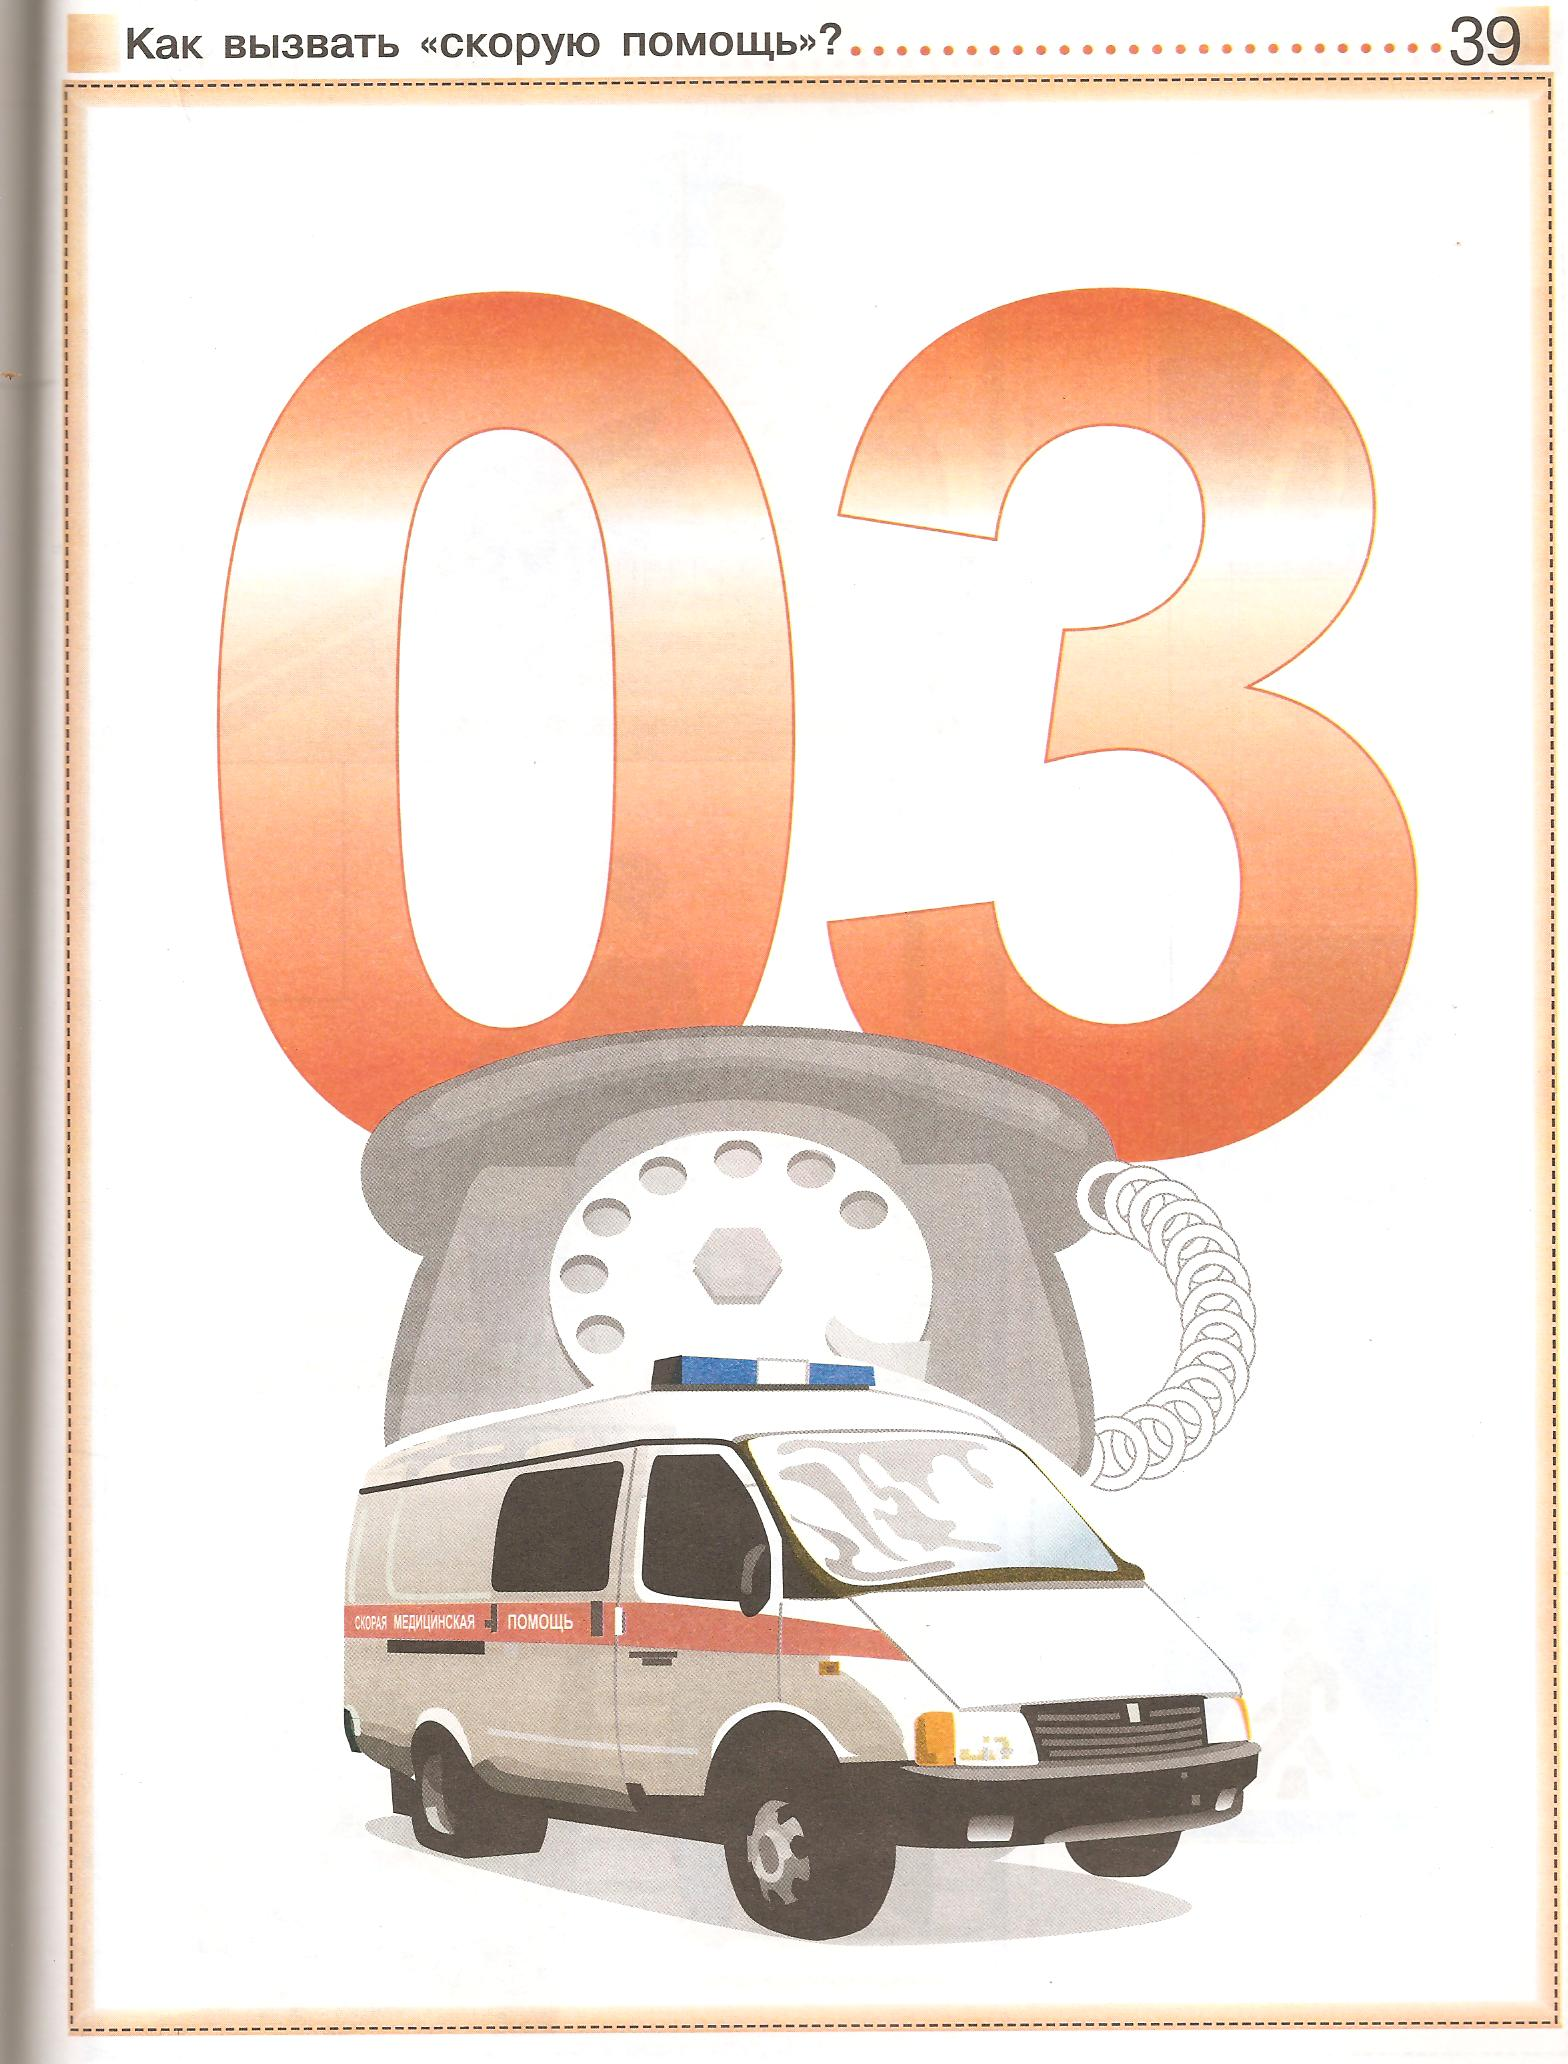 Как вызвать «скорую помощь»?
39
03
СКОРАЯ МЕДИЦИНСКАЯ ПОМОЩЬ